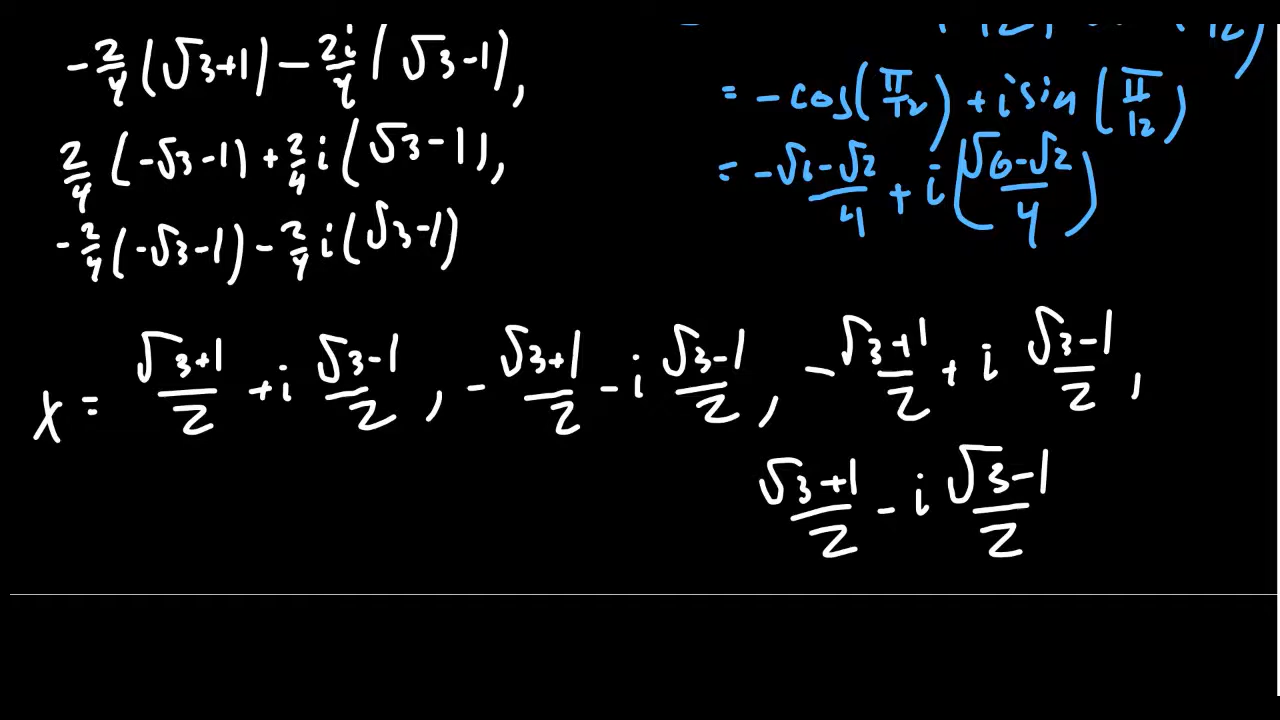 -2/4(√3+1) - 2i/4(√3-1),
2/4(-√3-1) + 2/4 i(√3-1),
-2/4(-√3-1) - 2/4 i(√3-1)
= -cos(π/12) + i sin(π/12)
= -√6-√2/4 + i(√6-√2/4)
x = √3+1/2 + i √3-1/2, -√3+1/2 - i √3-1/2, -√3+1/2 + i √3-1/2,
√3+1/2 - i √3-1/2